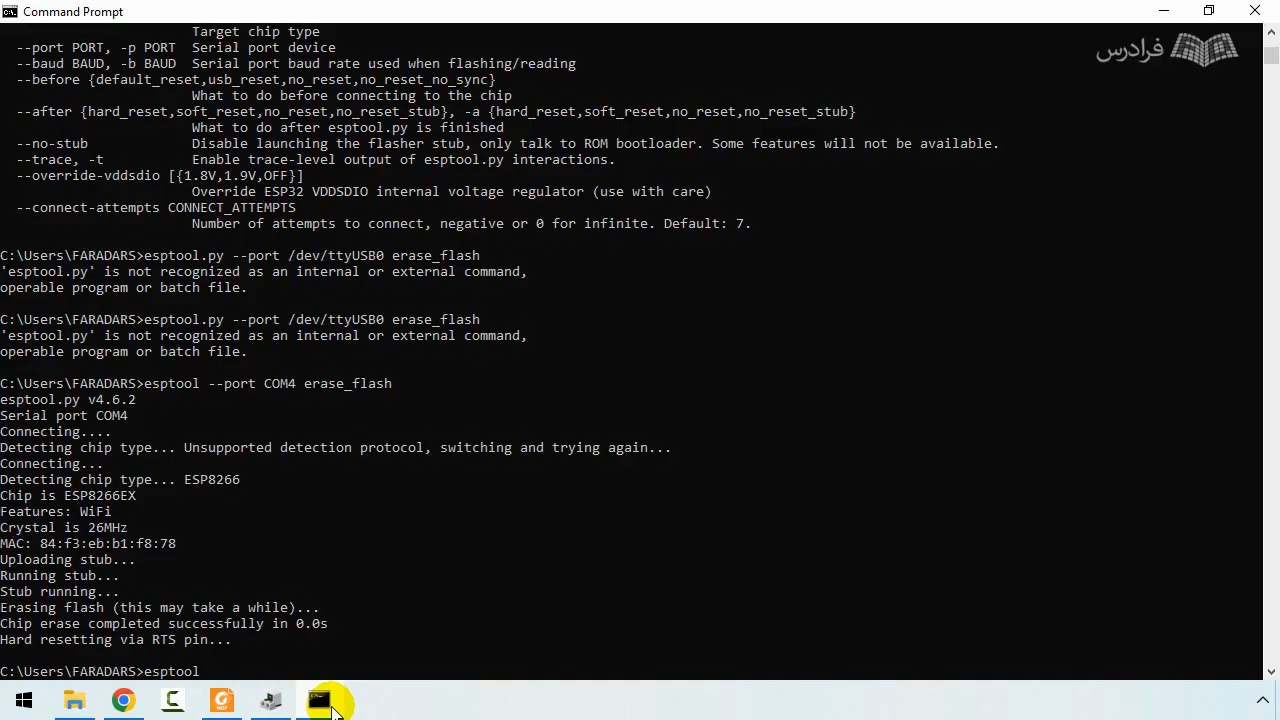 Command Prompt
Target chip type
--port PORT, -p PORT Serial port device
--baud BAUD, -b BAUD Serial port baud rate used when flashing/reading
--before {default_reset,usb_reset,no_reset,no_reset_no_sync}
What to do before connecting to the chip
--after {hard_reset,soft_reset,no_reset,no_reset_stub}, -a {hard_reset,soft_reset,no_reset,no_reset_stub}
What to do after esptool.py is finished
--no-stub Disable launching the flasher stub, only talk to ROM bootloader. Some features will not be available.
--trace, -t Enable trace-level output of esptool.py interactions.
--override-vddsdio [{1.8V,1.9V,OFF}]
Override ESP32 VDDSDIO internal voltage regulator (use with care)
--connect-attempts CONNECT_ATTEMPTS
Number of attempts to connect, negative or 0 for infinite. Default: 7.
C:\Users\FARADARS>esptool.py --port /dev/ttyUSB0 erase_flash
'esptool.py' is not recognized as an internal or external command,
operable program or batch file.
C:\Users\FARADARS>esptool.py --port /dev/ttyUSB0 erase_flash
'esptool.py' is not recognized as an internal or external command,
operable program or batch file.
C:\Users\FARADARS>esptool --port COM4 erase_flash
esptool.py v4.6.2
Serial port COM4
Connecting....
Detecting chip type... Unsupported detection protocol, switching and trying again...
Connecting...
Detecting chip type... ESP8266
Chip is ESP8266EX
Features: WiFi
Crystal is 26MHz
MAC: 84:f3:eb:b1:f8:78
Uploading stub...
Running stub...
Stub running...
Erasing flash (this may take a while)...
Chip erase completed successfully in 0.0s
Hard resetting via RTS pin...
C:\Users\FARADARS>esptool
فرادرس